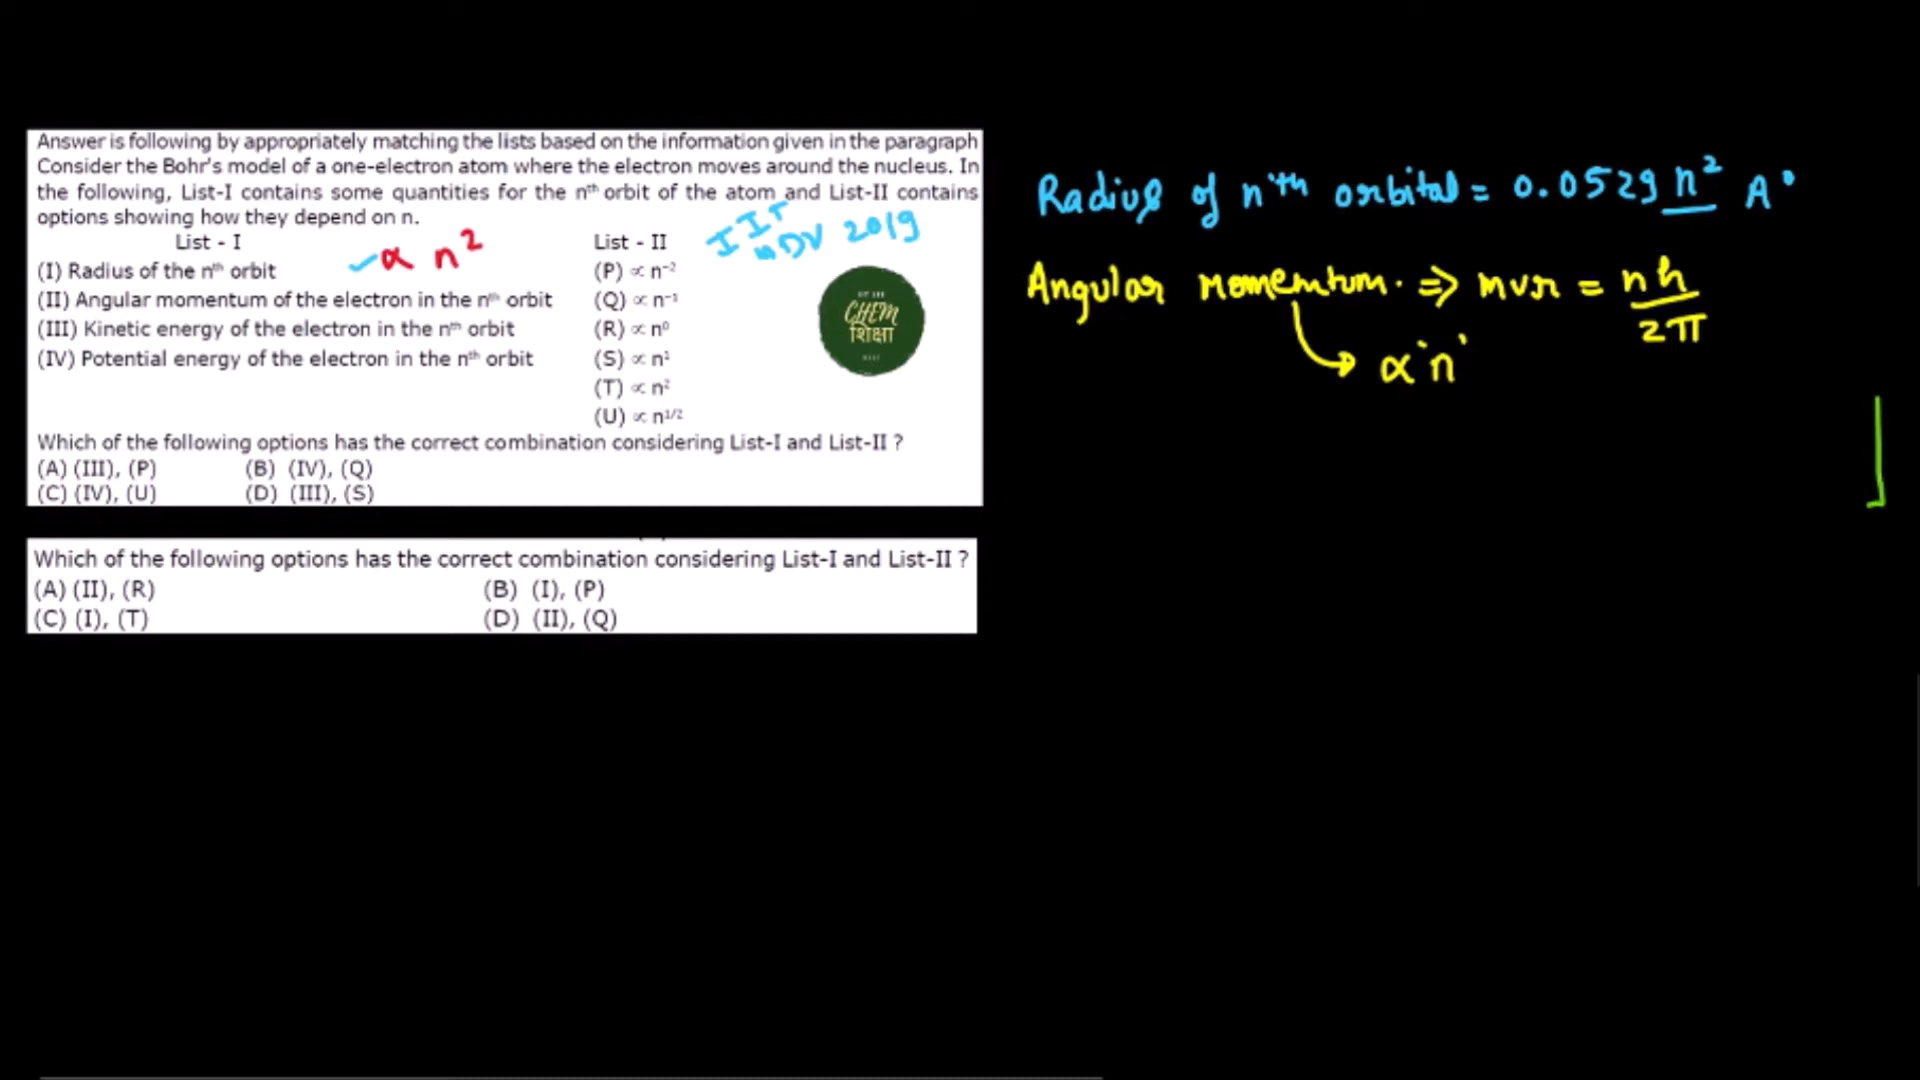 Answer is following by appropriately matching the lists based on the information given in the paragraph
Consider the Bohr's model of a one-electron atom where the electron moves around the nucleus. In
the following, List-I contains some quantities for the nᵗʰ orbit of the atom and List-II contains
options showing how they depend on n.
List - I
List - II
(I) Radius of the nᵗʰ orbit
∝ n²
(II) Angular momentum of the electron in the nᵗʰ orbit
(III) Kinetic energy of the electron in the nᵗʰ orbit
(IV) Potential energy of the electron in the nᵗʰ orbit
(P) ∝ n⁻²
(Q) ∝ n⁻¹
(R) ∝ n⁰
(S) ∝ n¹
(T) ∝ n²
(U) ∝ n¹ᐟ²
IIT
ADV 2019
CHEM
शिक्षा
Which of the following options has the correct combination considering List-I and List-II ?
(A) (III), (P) (B) (IV), (Q)
(C) (IV), (U) (D) (III), (S)
Which of the following options has the correct combination considering List-I and List-II ?
(A) (II), (R) (B) (I), (P)
(C) (I), (T) (D) (II), (Q)
Radius of n'th orbital = 0.0529 n² A°
Angular momentum. ⇒ mvr = nh/2π
∝ 'n'